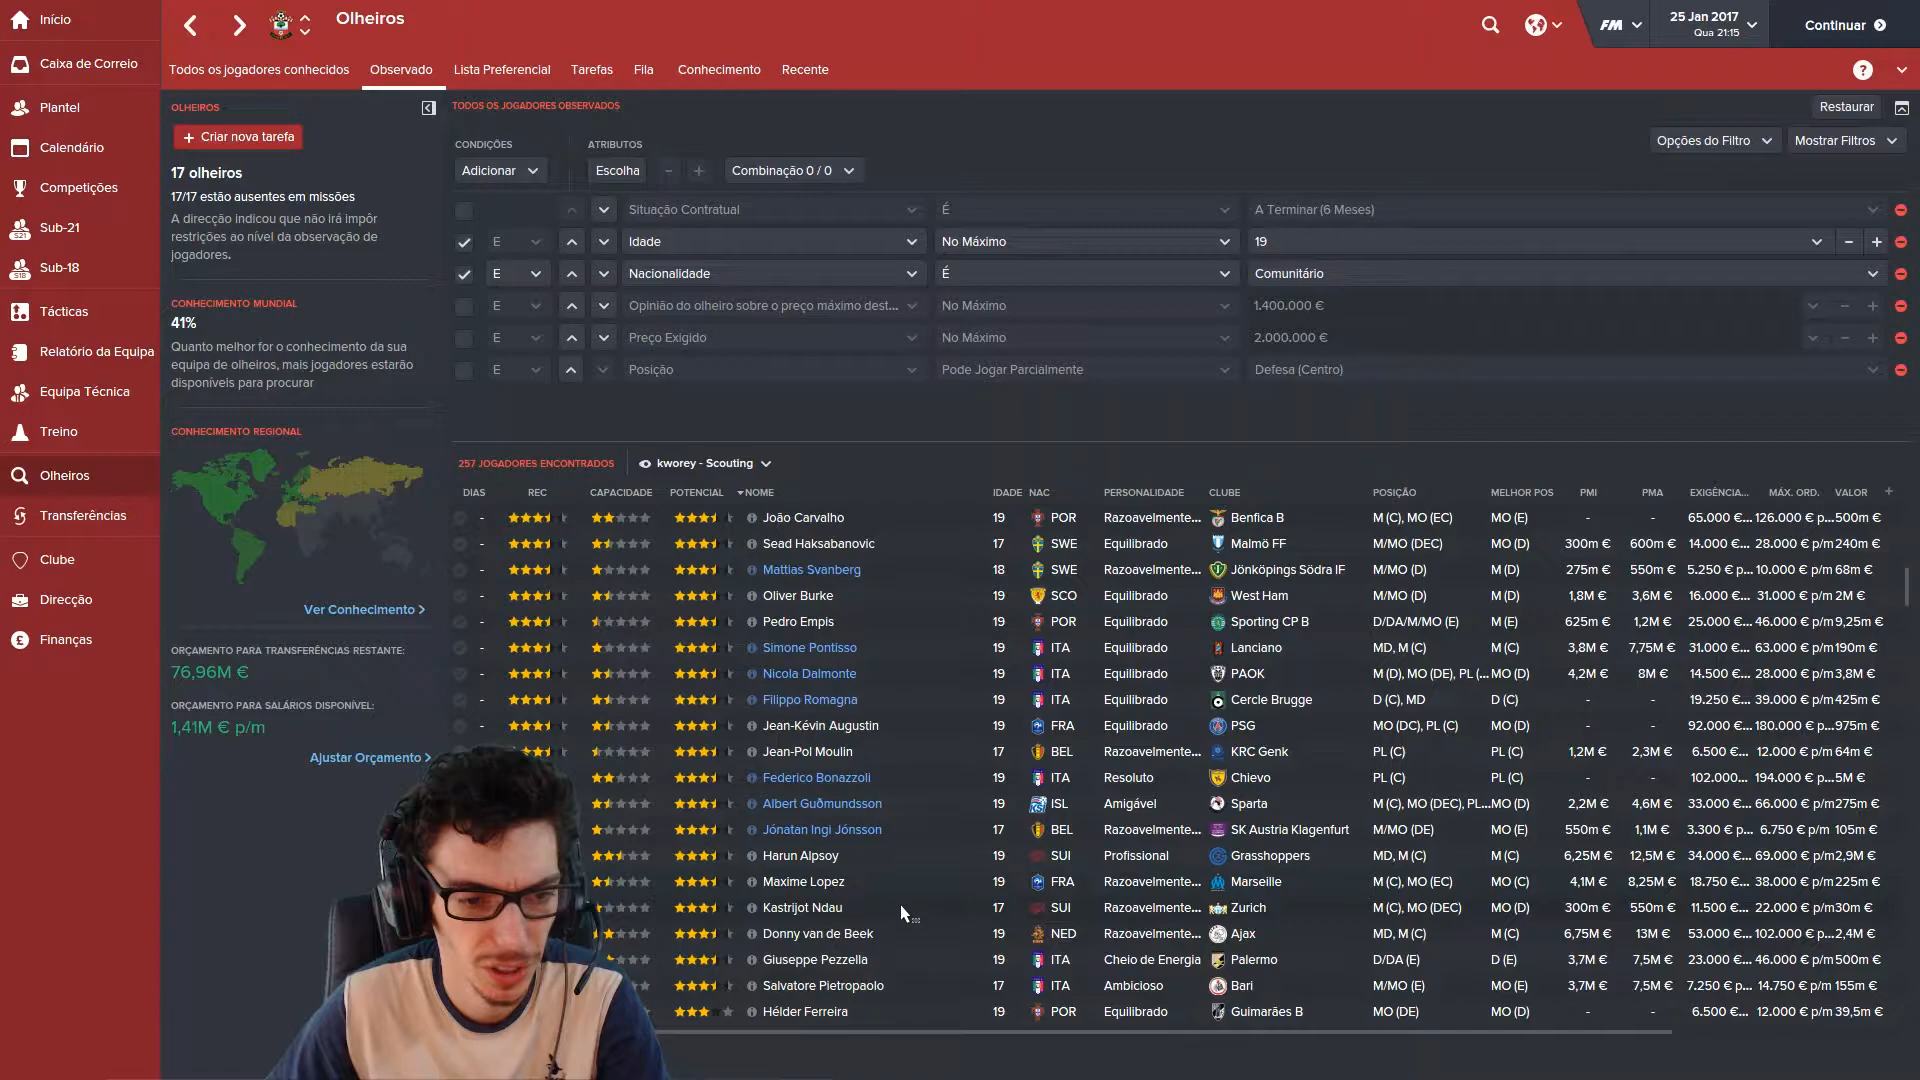 Início
Caixa de Correio
Plantel
Calendário
Competições
Sub-21
Sub-18
Tácticas
Relatório da Equipa
Equipa Técnica
Treino
Olheiros
Transferências
Clube
Direcção
Finanças
Olheiros
FM
25 Jan 2017
Qua 21:15
Continuar
Todos os jogadores conhecidos Observado Lista Preferencial Tarefas Fila Conhecimento Recente
OLHEIROS
Criar nova tarefa
17 olheiros
17/17 estão ausentes em missões
A direcção indicou que não irá impôr
restrições ao nível da observação de
jogadores.
CONHECIMENTO MUNDIAL
41%
Quanto melhor for o conhecimento da sua
equipa de olheiros, mais jogadores estarão
disponíveis para procurar
CONHECIMENTO REGIONAL
Ver Conhecimento >
ORÇAMENTO PARA TRANSFERÊNCIAS RESTANTE:
76,96M €
ORÇAMENTO PARA SALÁRIOS DISPONÍVEL:
1,41M € p/m
Ajustar Orçamento >
TODOS OS JOGADORES OBSERVADOS
Restaurar
CONDIÇÕES ATRIBUTOS
Opções do Filtro Mostrar Filtros
Adicionar Escolha - + Combinação 0 / 0
Situação Contratual É A Terminar (6 Meses)
E Idade No Máximo 19 - +
E Nacionalidade É Comunitário
E Opinião do olheiro sobre o preço máximo dest... No Máximo 1.400.000 € - +
E Preço Exigido No Máximo 2.000.000 € - +
E Posição Pode Jogar Parcialmente Defesa (Centro)
257 JOGADORES ENCONTRADOS kworey - Scouting
DIAS REC CAPACIDADE POTENCIAL NOME IDADE NAC PERSONALIDADE CLUBE POSIÇÃO MELHOR POS PMI PMA EXIGÊNCIA... MÁX. ORD. VALOR +
- João Carvalho 19 POR Razoavelmente... Benfica B M (C), MO (EC) MO (E) - - 65.000 €... 126.000 € p... 500m €
- Sead Haksabanovic 17 SWE Equilibrado Malmö FF M/MO (DEC) MO (D) 300m € 600m € 14.000 €... 28.000 € p/m 240m €
- Mattias Svanberg 18 SWE Razoavelmente... Jönköpings Södra IF M/MO (D) M (D) 275m € 550m € 5.250 € p... 10.000 € p/m 68m €
- Oliver Burke 19 SCO Equilibrado West Ham M/MO (D) M (D) 1,8M € 3,6M € 16.000 €... 31.000 € p/m 2M €
- Pedro Empis 19 POR Equilibrado Sporting CP B D/DA/M/MO (E) M (E) 625m € 1,2M € 25.000 €... 46.000 € p/m 9,25m €
- Simone Pontisso 19 ITA Equilibrado Lanciano MD, M (C) M (C) 3,8M € 7,75M € 31.000 €... 63.000 € p/m 190m €
- Nicola Dalmonte 19 ITA Equilibrado PAOK M (D), MO (DE), PL (... MO (D) 4,2M € 8M € 14.500 €... 28.000 € p/m 3,8M €
- Filippo Romagna 19 ITA Equilibrado Cercle Brugge D (C), MD D (C) - - 19.250 €... 39.000 € p/m 425m €
- Jean-Kévin Augustin 19 FRA Equilibrado PSG MO (DC), PL (C) MO (D) - - 92.000 €... 180.000 € p... 975m €
- Jean-Pol Moulin 17 BEL Razoavelmente... KRC Genk PL (C) PL (C) 1,2M € 2,3M € 6.500 €... 12.000 € p/m 64m €
Federico Bonazzoli 19 ITA Resoluto Chievo PL (C) PL (C) - - 102.000... 194.000 € p... 5M €
Albert Guðmundsson 19 ISL Amigável Sparta M (C), MO (DEC), PL... MO (D) 2,2M € 4,6M € 33.000 €... 66.000 € p/m 275m €
Jónatan Ingi Jónsson 17 BEL Razoavelmente... SK Austria Klagenfurt M/MO (DE) MO (E) 550m € 1,1M € 3.300 € p... 6.750 € p/m 105m €
Harun Alpsoy 19 SUI Profissional Grasshoppers MD, M (C) M (C) 6,25M € 12,5M € 34.000 €... 69.000 € p/m 2,9M €
Maxime Lopez 19 FRA Razoavelmente... Marseille M (C), MO (EC) MO (C) 4,1M € 8,25M € 18.750 €... 38.000 € p/m 225m €
Kastrijot Ndau 17 SUI Razoavelmente... Zurich M (C), MO (DEC) MO (D) 300m € 550m € 11.500 €... 22.000 € p/m 30m €
Donny van de Beek 19 NED Razoavelmente... Ajax MD, M (C) M (C) 6,75M € 13M € 53.000 €... 102.000 € p... 2,4M €
Giuseppe Pezzella 19 ITA Cheio de Energia Palermo D/DA (E) D (E) 3,7M € 7,5M € 23.000 €... 46.000 € p/m 500m €
Salvatore Pietropaolo 17 ITA Ambicioso Bari M/MO (E) MO (E) 3,7M € 7,5M € 7.250 € p... 14.750 € p/m 155m €
Hélder Ferreira 19 POR Equilibrado Guimarães B MO (DE) MO (D) - - 6.500 €... 12.000 € p/m 39,5m €